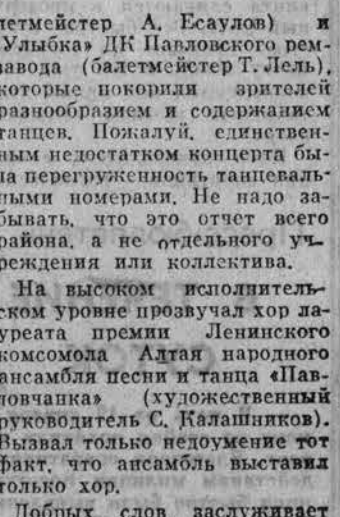 летмейстер А. Есаулов) и
«Улыбка» ДК Павловского рем-
завода (балетмейстер Т. Лель),
которые покорили зрителей
разнообразием и содержанием
танцев. Пожалуй, единствен-
ным недостатком концерта бы-
ла перегруженность танцеваль-
ными номерами. Не надо за-
бывать, что это отчет всего
района, а не отдельного уч-
реждения или коллектива.
На высоком исполнитель-
ском уровне прозвучал хор ла-
уреата премии Ленинского
комсомола Алтая народного
ансамбля песни и танца «Пав-
ловчанка» (художественный
руководитель С. Калашников).
Вызвал только недоумение тот
факт, что ансамбль выставил
только хор.
Добрых слов заслуживает